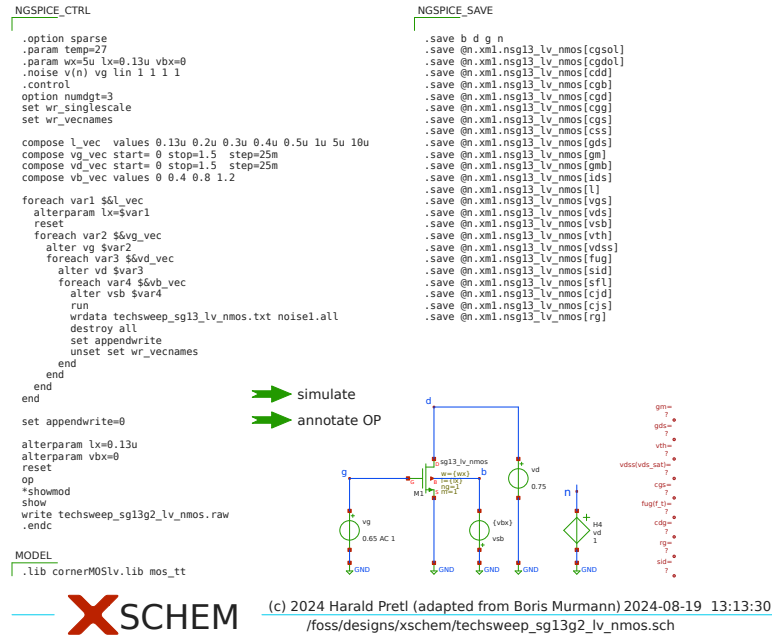 NGSPICE_CTRL
.option sparse
.param temp=27
.param wx=5u lx=0.13u vbx=0
.noise v(n) vg lin 1 1 1 1
.control
option numdgt=3
set wr_singlescale
set wr_vecnames
compose l_vec  values 0.13u 0.2u 0.3u 0.4u 0.5u 1u 5u 10u
compose vg_vec start= 0 stop=1.5  step=25m
compose vd_vec start= 0 stop=1.5  step=25m
compose vb_vec values 0 0.4 0.8 1.2
foreach var1 $&l_vec
  alterparam lx=$var1
  reset
  foreach var2 $&vg_vec
    alter vg $var2
    foreach var3 $&vd_vec
      alter vd $var3
      foreach var4 $&vb_vec
        alter vsb $var4
        run
        wrdata techsweep_sg13_lv_nmos.txt noise1.all
        destroy all
        set appendwrite
        unset set wr_vecnames
      end
    end
  end
end
set appendwrite=0
alterparam lx=0.13u
alterparam vbx=0
reset
op
*showmod
show
write techsweep_sg13g2_lv_nmos.raw
.endc
MODEL
.lib cornerMOSlv.lib mos_tt
NGSPICE_SAVE
.save b d g n
.save @n.xm1.nsg13_lv_nmos[cgsol]
.save @n.xm1.nsg13_lv_nmos[cgdol]
.save @n.xm1.nsg13_lv_nmos[cdd]
.save @n.xm1.nsg13_lv_nmos[cgb]
.save @n.xm1.nsg13_lv_nmos[cgd]
.save @n.xm1.nsg13_lv_nmos[cgg]
.save @n.xm1.nsg13_lv_nmos[cgs]
.save @n.xm1.nsg13_lv_nmos[css]
.save @n.xm1.nsg13_lv_nmos[gds]
.save @n.xm1.nsg13_lv_nmos[gm]
.save @n.xm1.nsg13_lv_nmos[gmb]
.save @n.xm1.nsg13_lv_nmos[ids]
.save @n.xm1.nsg13_lv_nmos[l]
.save @n.xm1.nsg13_lv_nmos[vgs]
.save @n.xm1.nsg13_lv_nmos[vds]
.save @n.xm1.nsg13_lv_nmos[vsb]
.save @n.xm1.nsg13_lv_nmos[vth]
.save @n.xm1.nsg13_lv_nmos[vdss]
.save @n.xm1.nsg13_lv_nmos[fug]
.save @n.xm1.nsg13_lv_nmos[sid]
.save @n.xm1.nsg13_lv_nmos[sfl]
.save @n.xm1.nsg13_lv_nmos[cjd]
.save @n.xm1.nsg13_lv_nmos[cjs]
.save @n.xm1.nsg13_lv_nmos[rg]
simulate
annotate OP
d
g
sg13_lv_nmos
D
G
B
S
w={wx}
l={lx}
ng=1
m=1
M1
b
vd
0.75
n
vg
0.65 AC 1
{vbx}
vsb
H4
vd
1
GND
GND
GND
GND
GND
gm=
?
gds=
?
vth=
?
vdss(vds_sat)=
?
cgs=
?
fug(f_t)=
?
cdg=
?
rg=
?
sid=
?
XSCHEM
(c) 2024 Harald Pretl (adapted from Boris Murmann) 2024-08-19  13:13:30
/foss/designs/xschem/techsweep_sg13g2_lv_nmos.sch